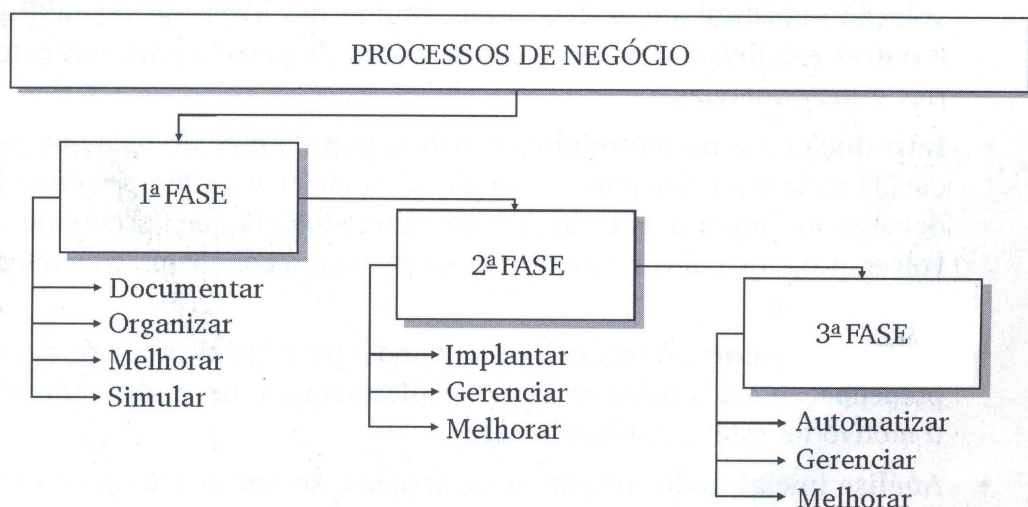 PROCESSOS DE NEGÓCIO
1ª FASE
Documentar
Organizar
Melhorar
Simular
2ª FASE
Implantar
Gerenciar
Melhorar
3ª FASE
Automatizar
Gerenciar
Melhorar